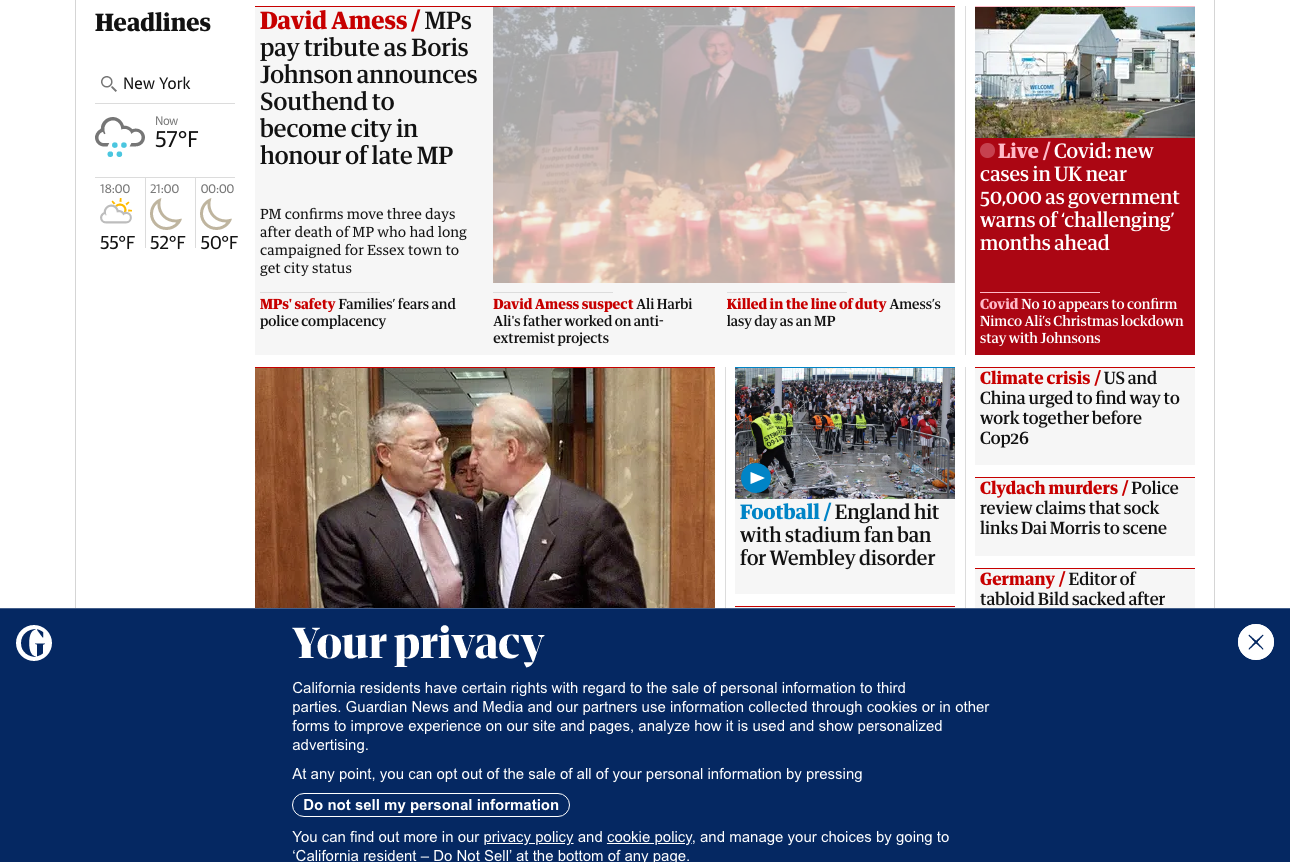 Headlines
New York
Now
57°F
18:00
21:00
00:00
55°F
52°F
50°F
David Amess / MPs
pay tribute as Boris
Johnson announces
Southend to
become city in
honour of late MP
PM confirms move three days
after death of MP who had long
campaigned for Essex town to
get city status
MPs' safety Families’ fears and
police complacency
David Amess suspect Ali Harbi
Ali's father worked on anti-
extremist projects
Killed in the line of duty Amess’s
lasy day as an MP
WELCOME
Live / Covid: new
cases in UK near
50,000 as government
warns of ‘challenging’
months ahead
Covid No 10 appears to confirm
Nimco Ali’s Christmas lockdown
stay with Johnsons
Football / England hit
with stadium fan ban
for Wembley disorder
Climate crisis / US and
China urged to find way to
work together before
Cop26
Clydach murders / Police
review claims that sock
links Dai Morris to scene
Germany / Editor of
tabloid Bild sacked after
G
Your privacy
California residents have certain rights with regard to the sale of personal information to third
parties. Guardian News and Media and our partners use information collected through cookies or in other
forms to improve experience on our site and pages, analyze how it is used and show personalized
advertising.
At any point, you can opt out of the sale of all of your personal information by pressing
Do not sell my personal information
You can find out more in our privacy policy and cookie policy, and manage your choices by going to
‘California resident – Do Not Sell’ at the bottom of any page.